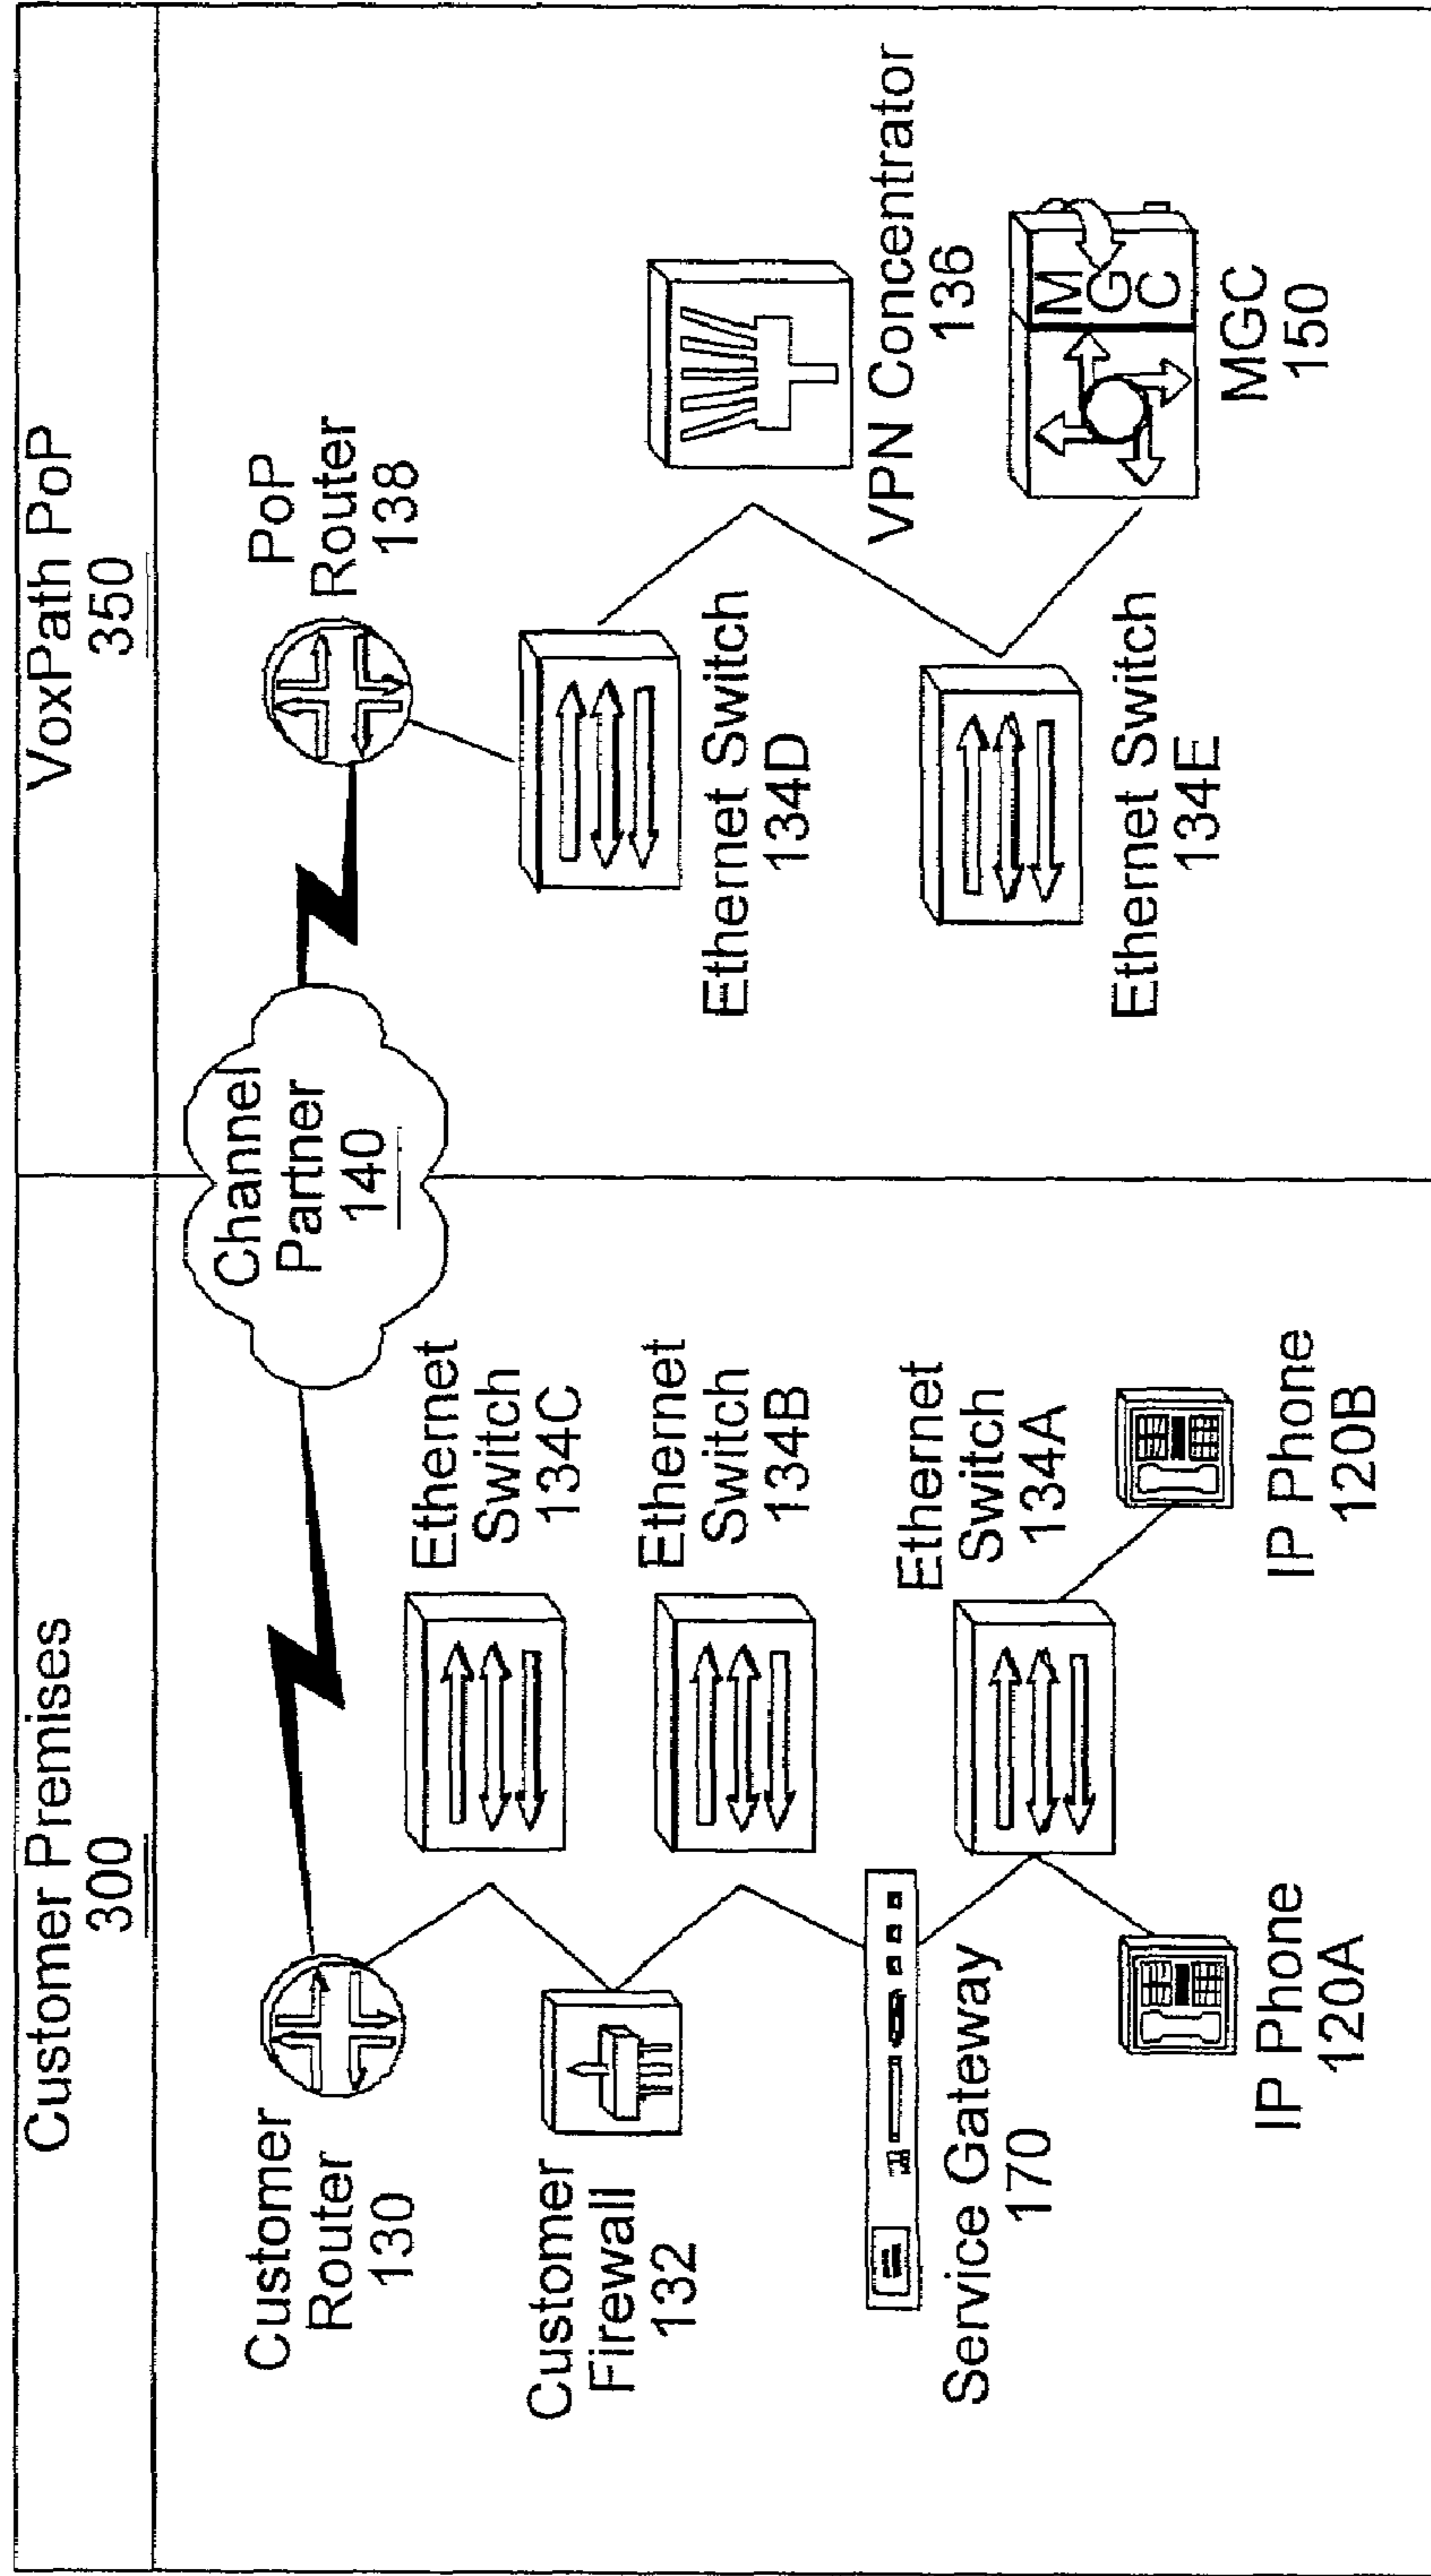 Customer Premises
300
VoxPath PoP
350
Customer
Router
130
Channel
Partner
140
PoP
Router
138
Ethernet
Switch
134C
Customer
Firewall
132
Ethernet
Switch
134B
Service Gateway
170
Ethernet
Switch
134A
IP Phone
120A
IP Phone
120B
Ethernet Switch
134D
VPN Concentrator
136
Ethernet Switch
134E
M
G
C
MGC
150